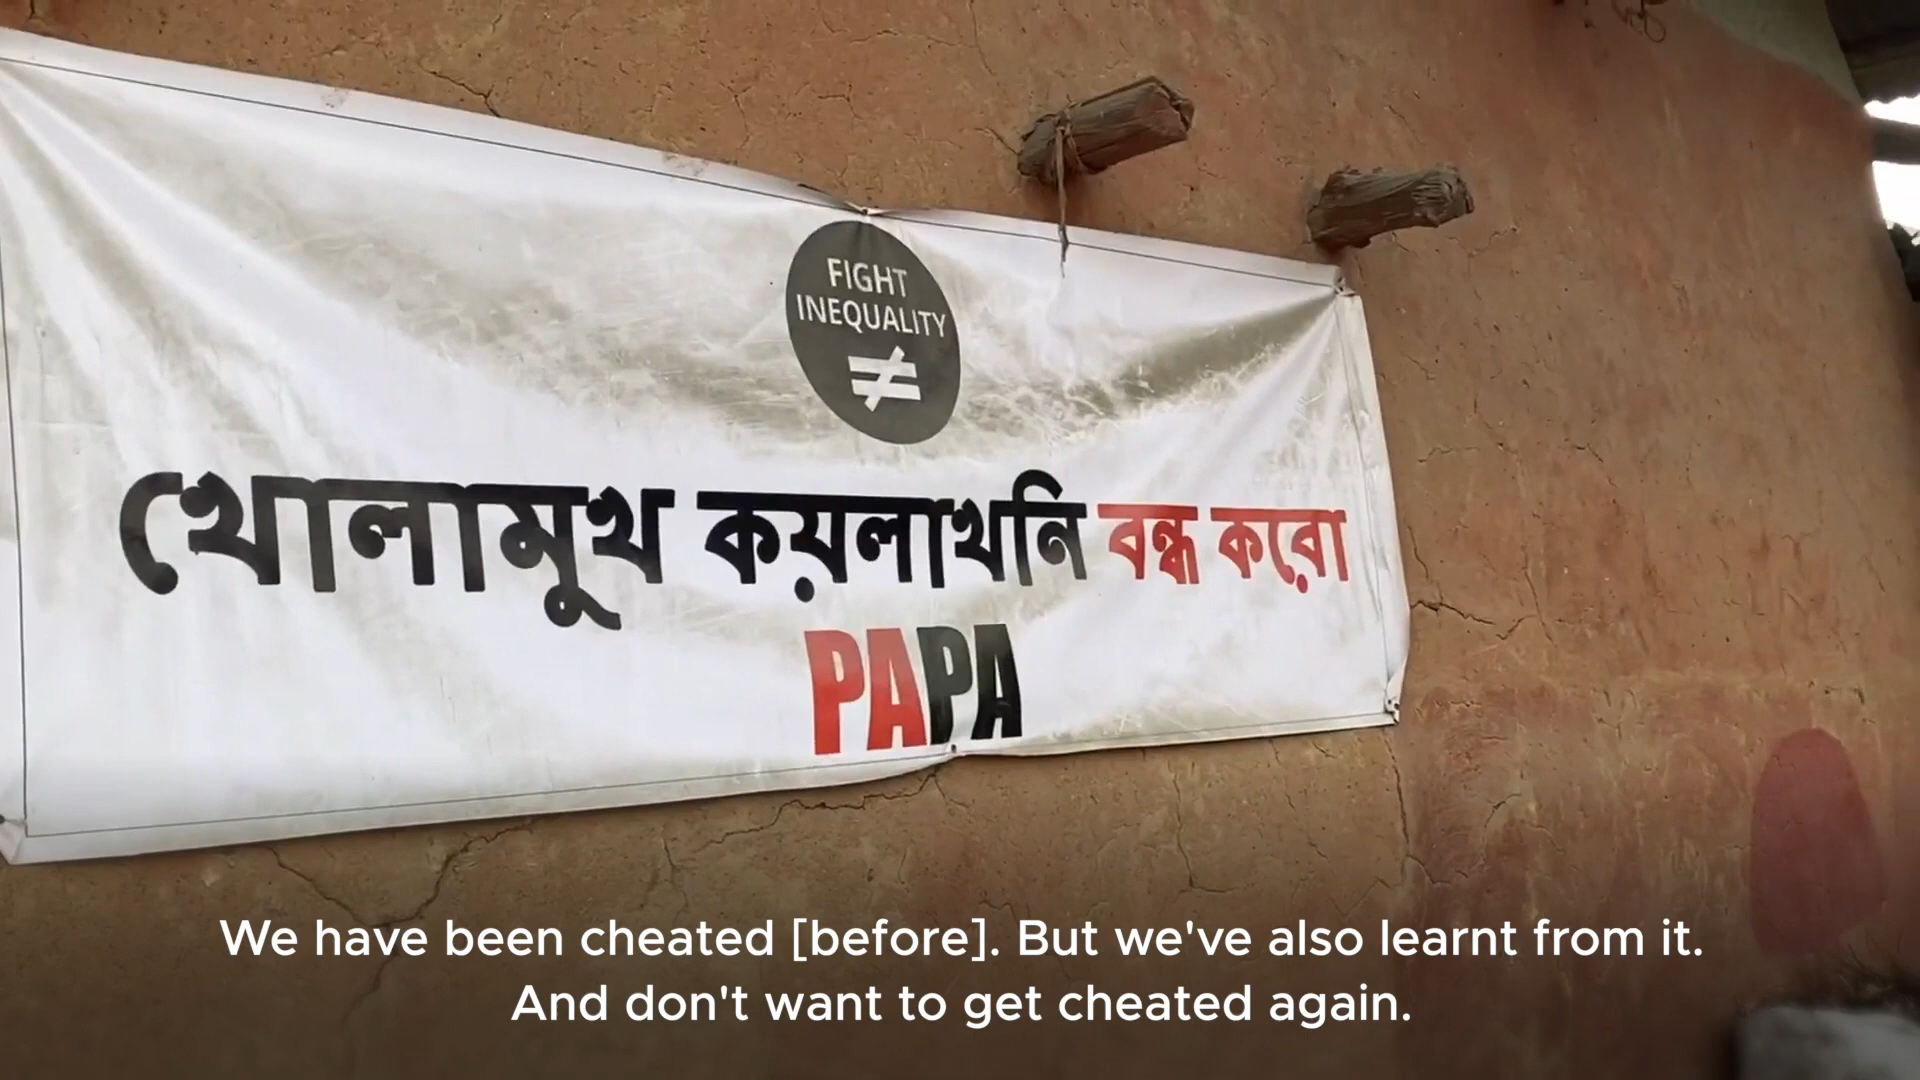 FIGHT
INEQUALITY
≠
খোলামুখ কয়লাখনি বন্ধ করো
PAPA
We have been cheated [before]. But we've also learnt from it.
And don't want to get cheated again.